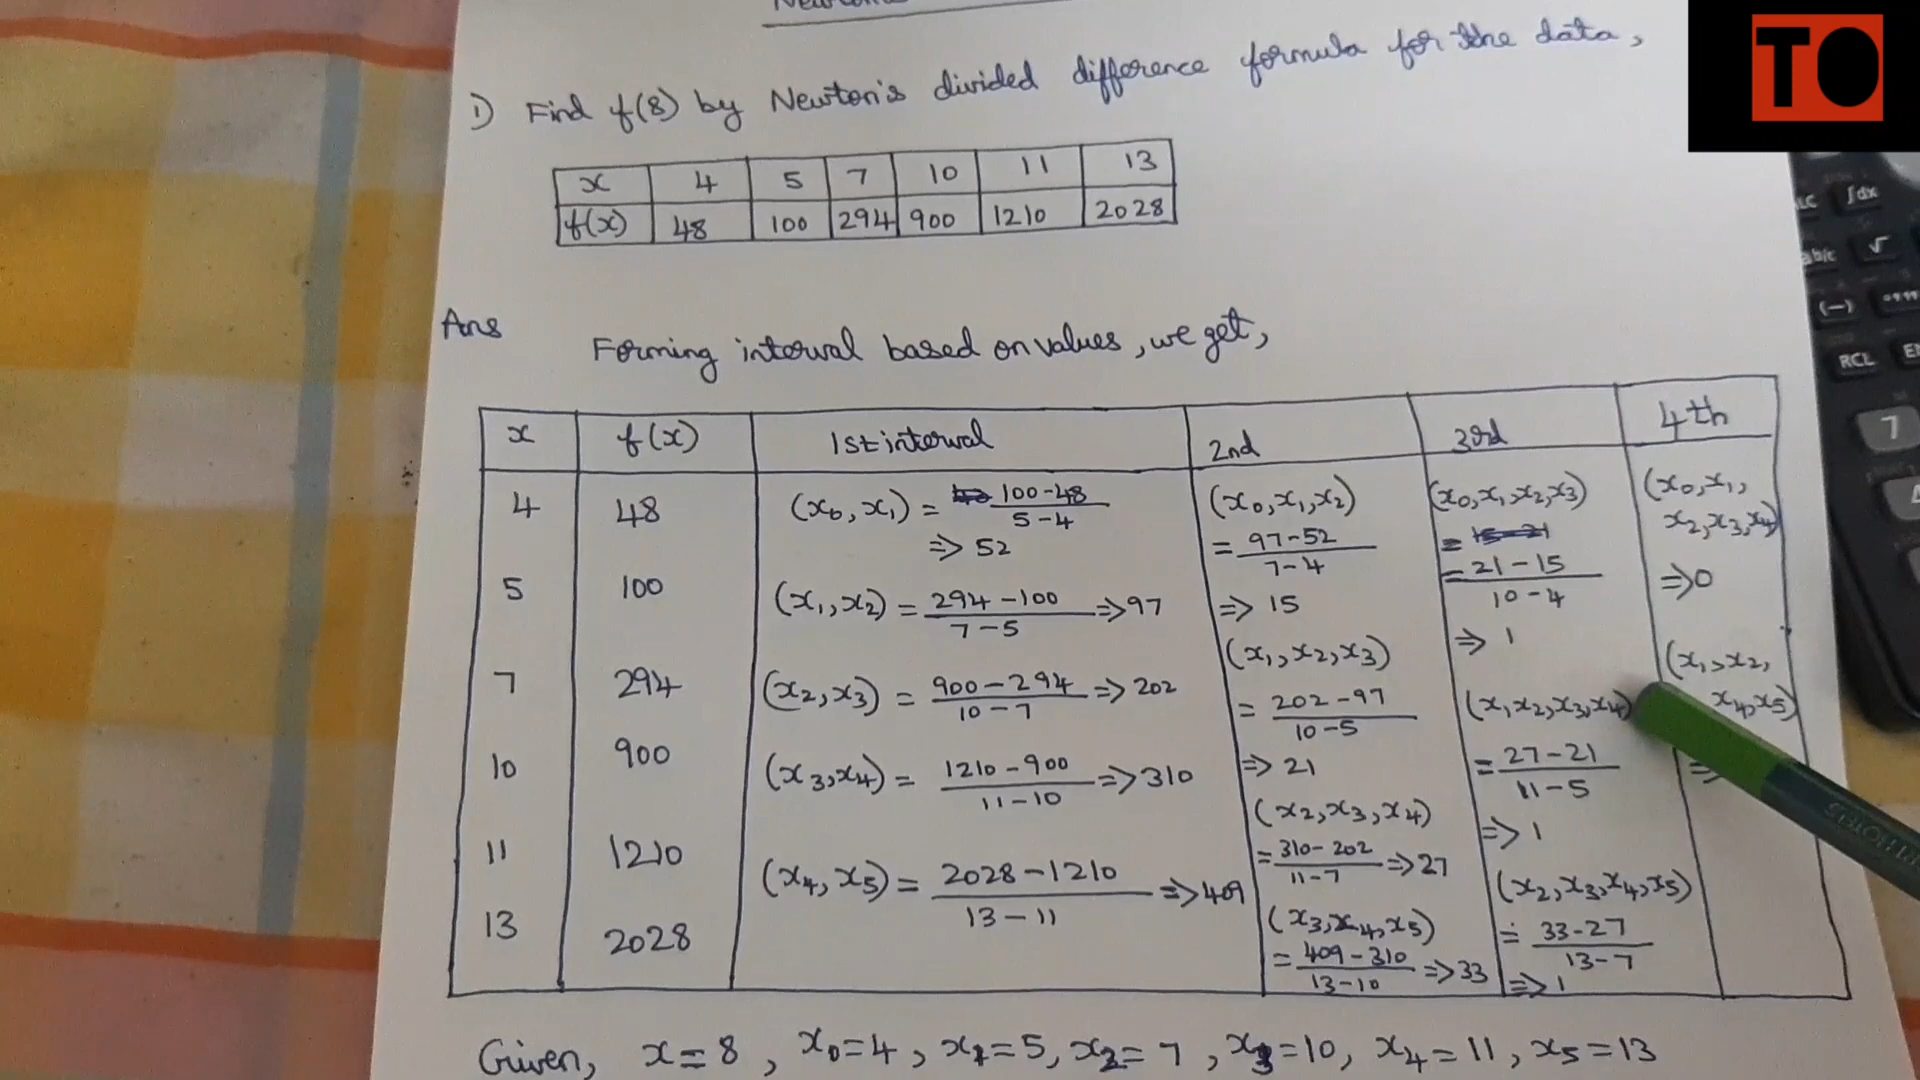 TO
1) Find f(8) by Newton's divided difference formula for the data,
x 4 5 7 10 11 13
f(x) 48 100 294 900 1210 2028
Ans
Forming interval based on values, we get,
x f(x) 1st interval 2nd 3rd 4th
4 48 (x₀, x₁) = 100-48 / 5-4 => 52
5 100 (x₁, x₂) = 294-100 / 7-5 => 97
7 294 (x₂, x₃) = 900-294 / 10-7 => 202
10 900 (x₃, x₄) = 1210-900 / 11-10 => 310
11 1210 (x₄, x₅) = 2028-1210 / 13-11 => 409
13 2028
(x₀, x₁, x₂)
= 97-52 / 7-4
=> 15
(x₁, x₂, x₃)
= 202-97 / 10-5
=> 21
(x₂, x₃, x₄)
= 310-202 / 11-7 => 27
(x₃, x₄, x₅)
= 409-310 / 13-10 => 33
(x₀, x₁, x₂, x₃)
= 21-15 / 10-4
=> 1
(x₁, x₂, x₃, x₄)
= 27-21 / 11-5
=> 1
(x₂, x₃, x₄, x₅)
= 33-27 / 13-7
=> 1
(x₀, x₁,
x₂, x₃, x₄)
=> 0
(x₁, x₂,
x₄, x₅)
=>
Given, x = 8, x₀ = 4, x₁ = 5, x₂ = 7, x₃ = 10, x₄ = 11, x₅ = 13
∫dx
√
(-)
RCL
7